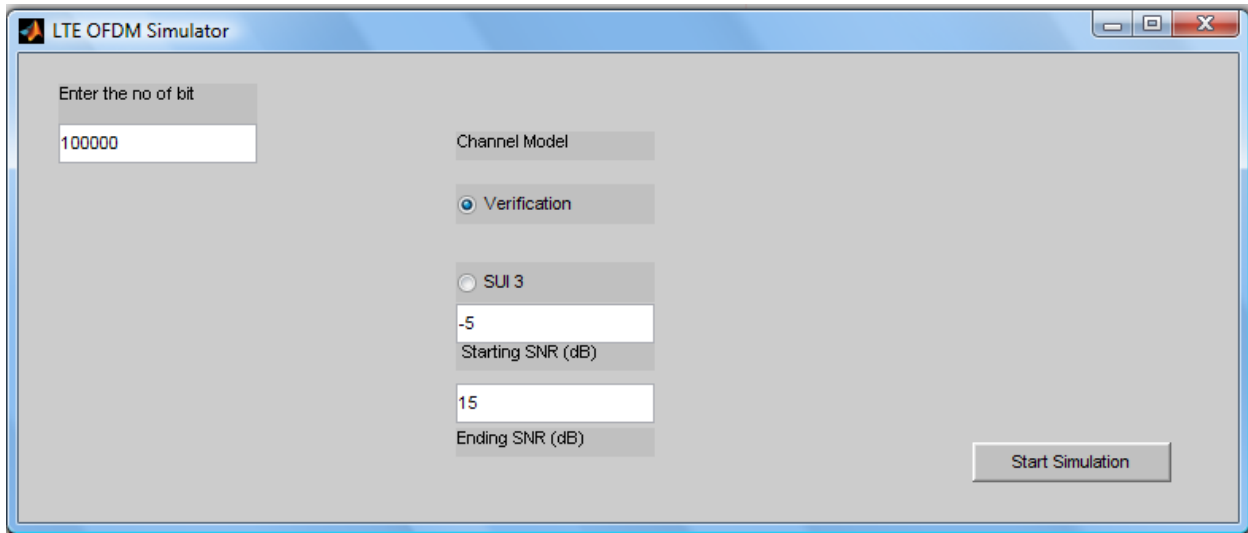 LTE OFDM Simulator
Enter the no of bit
100000
Channel Model
Verification
SUI 3
-5
Starting SNR (dB)
15
Ending SNR (dB)
Start Simulation